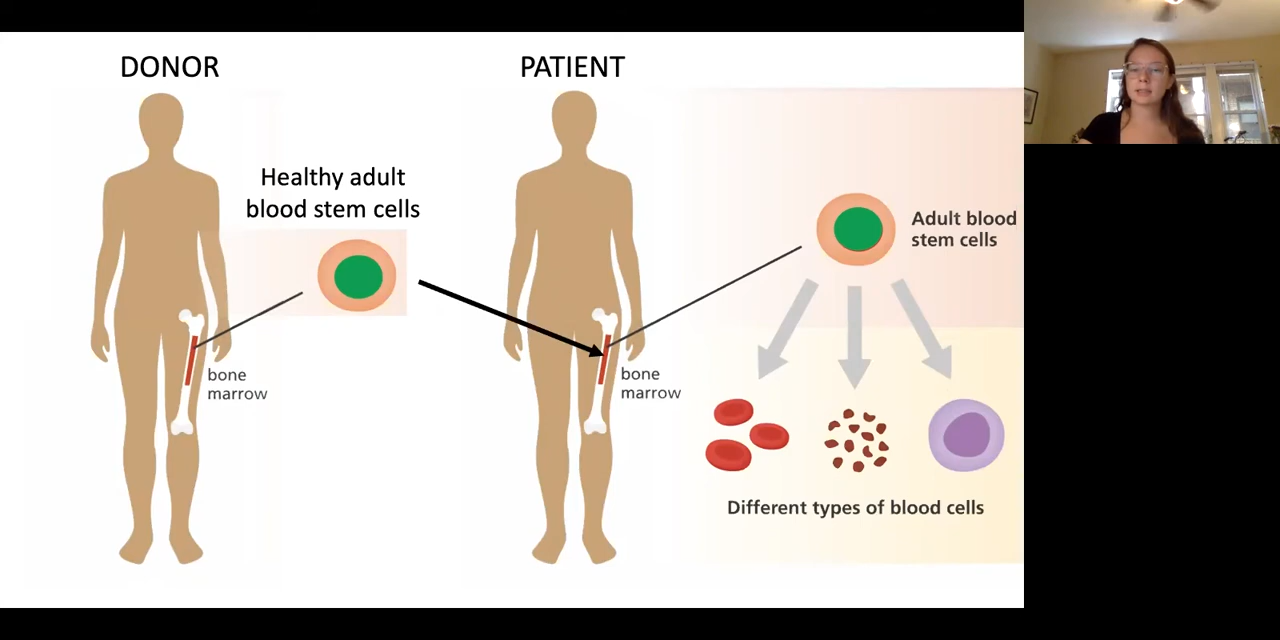 DONOR
PATIENT
Healthy adult
blood stem cells
Adult blood
stem cells
bone
marrow
bone
marrow
Different types of blood cells